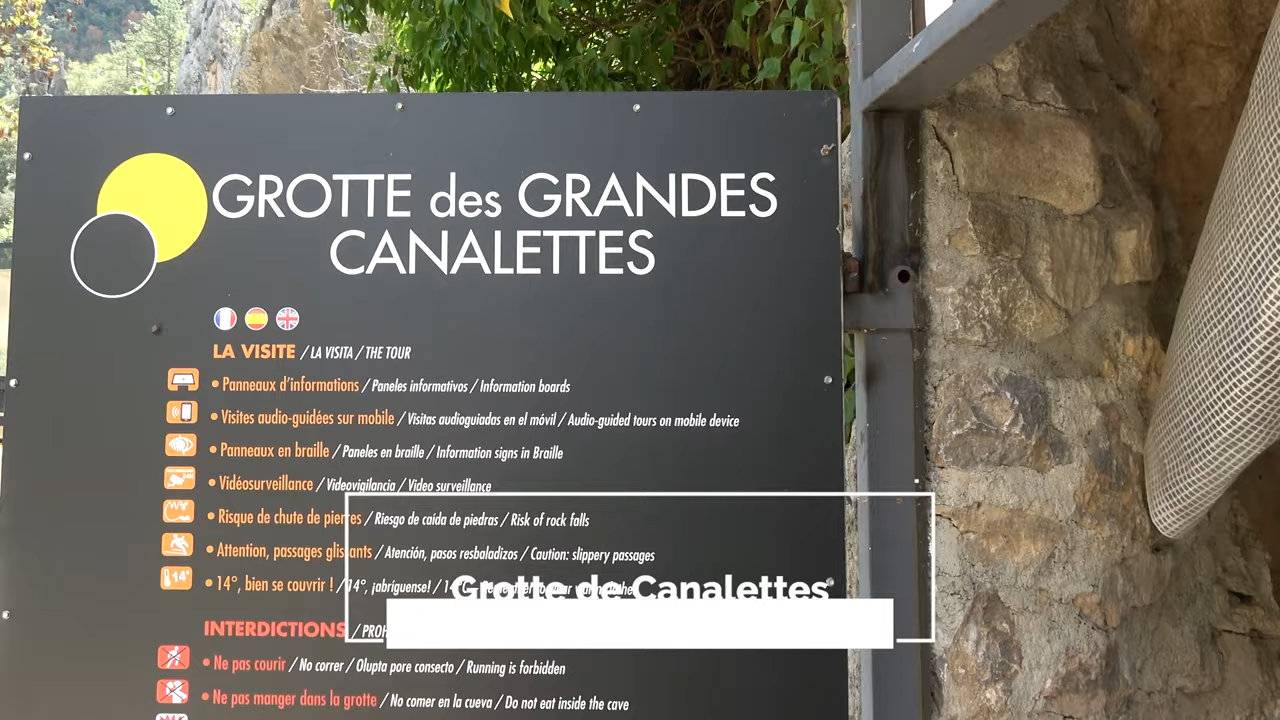 GROTTE des GRANDES
CANALETTES
LA VISITE / LA VISITA / THE TOUR
• Panneaux d'informations / Paneles informativos / Information boards
• Visites audio-guidées sur mobile / Visitas audioguiadas en el móvil / Audio-guided tours on mobile device
• Panneaux en braille / Paneles en braille / Information signs in Braille
• Vidéosurveillance / Videovigilancia / Video surveillance
• Risque de chute de pierres / Riesgo de caída de piedras / Risk of rock falls
• Attention, passages glissants / Atención, pasos resbaladizos / Caution: slippery passages
14°
• 14°, bien se couvrir ! / 14°, ¡abríguense! /
Grotte de Canalettes
INTERDICTIONS /
• Ne pas courir / No correr / Olupta pore consecto / Running is forbidden
• Ne pas manger dans la grotte / No comer en la cueva / Do not eat inside the cave